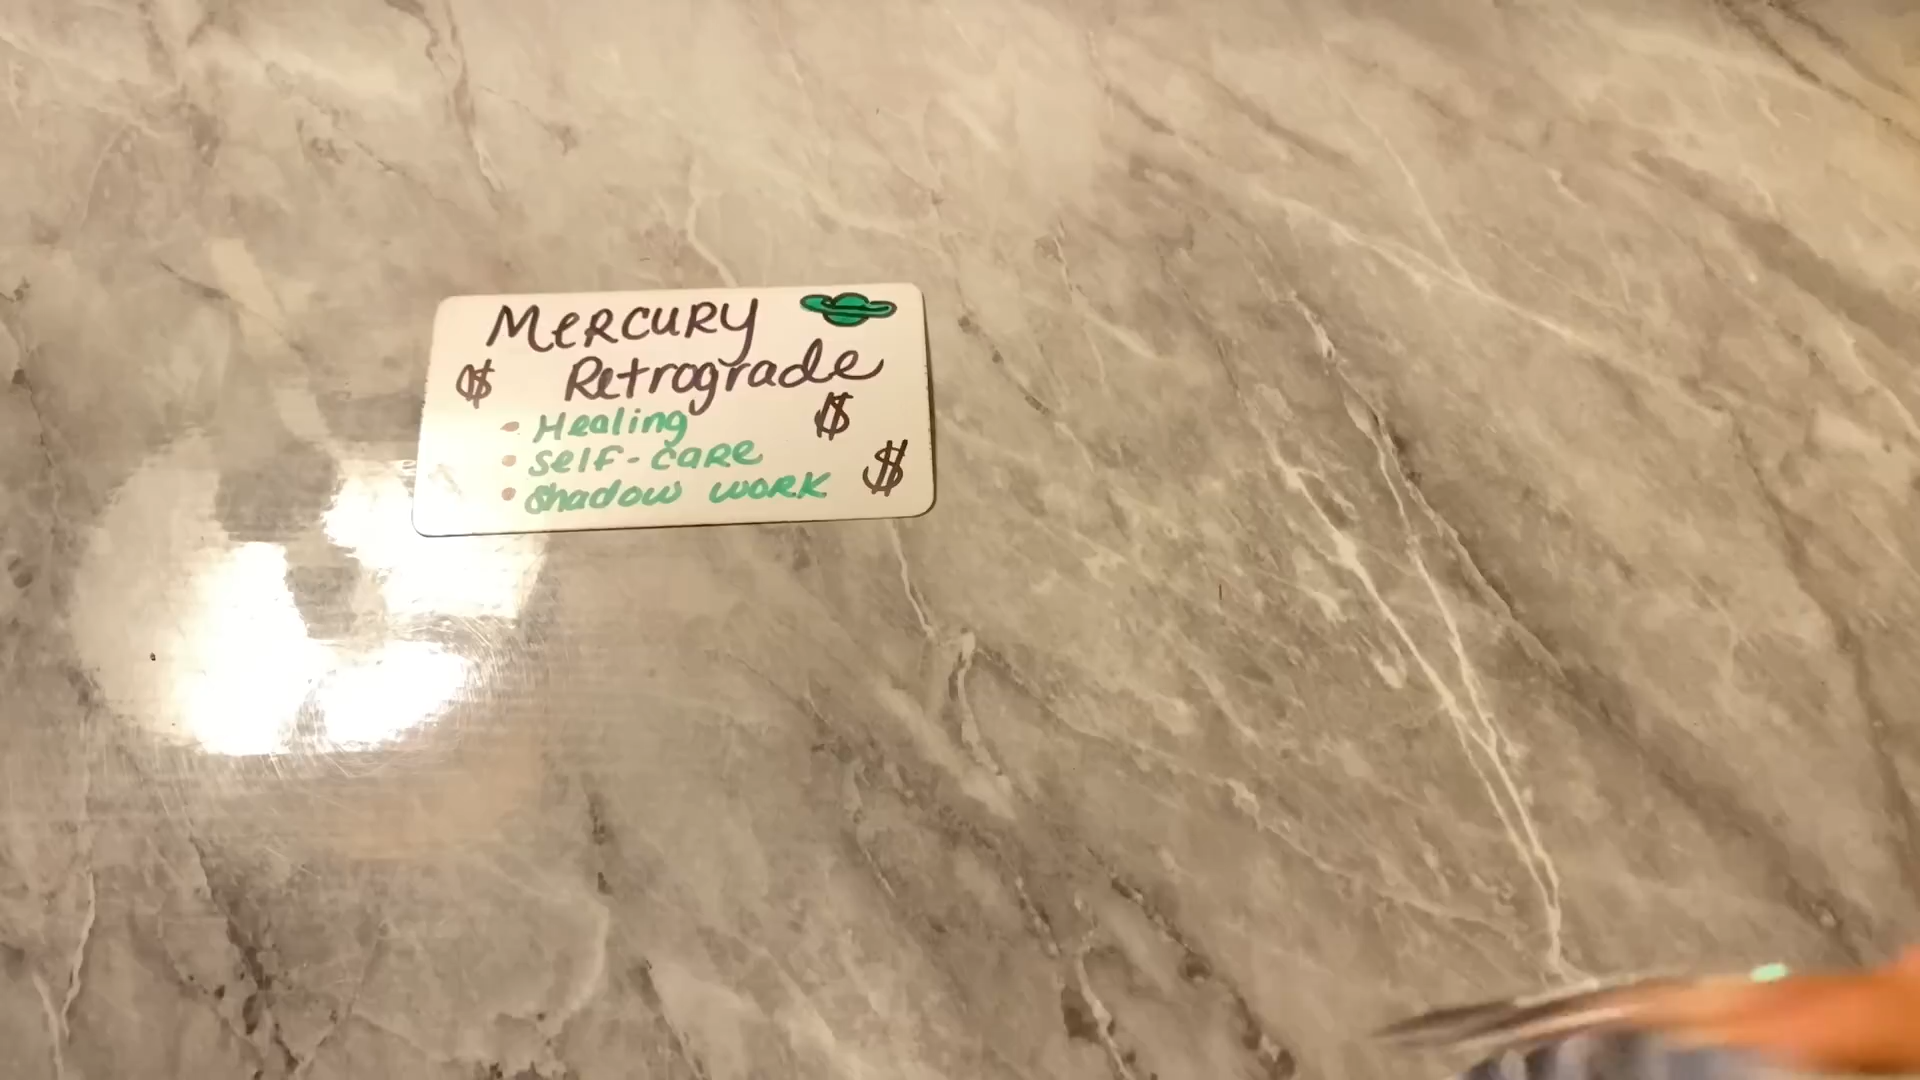 MERCURY
$ Retrograde
• Healing $
• Self-care $
• Shadow work